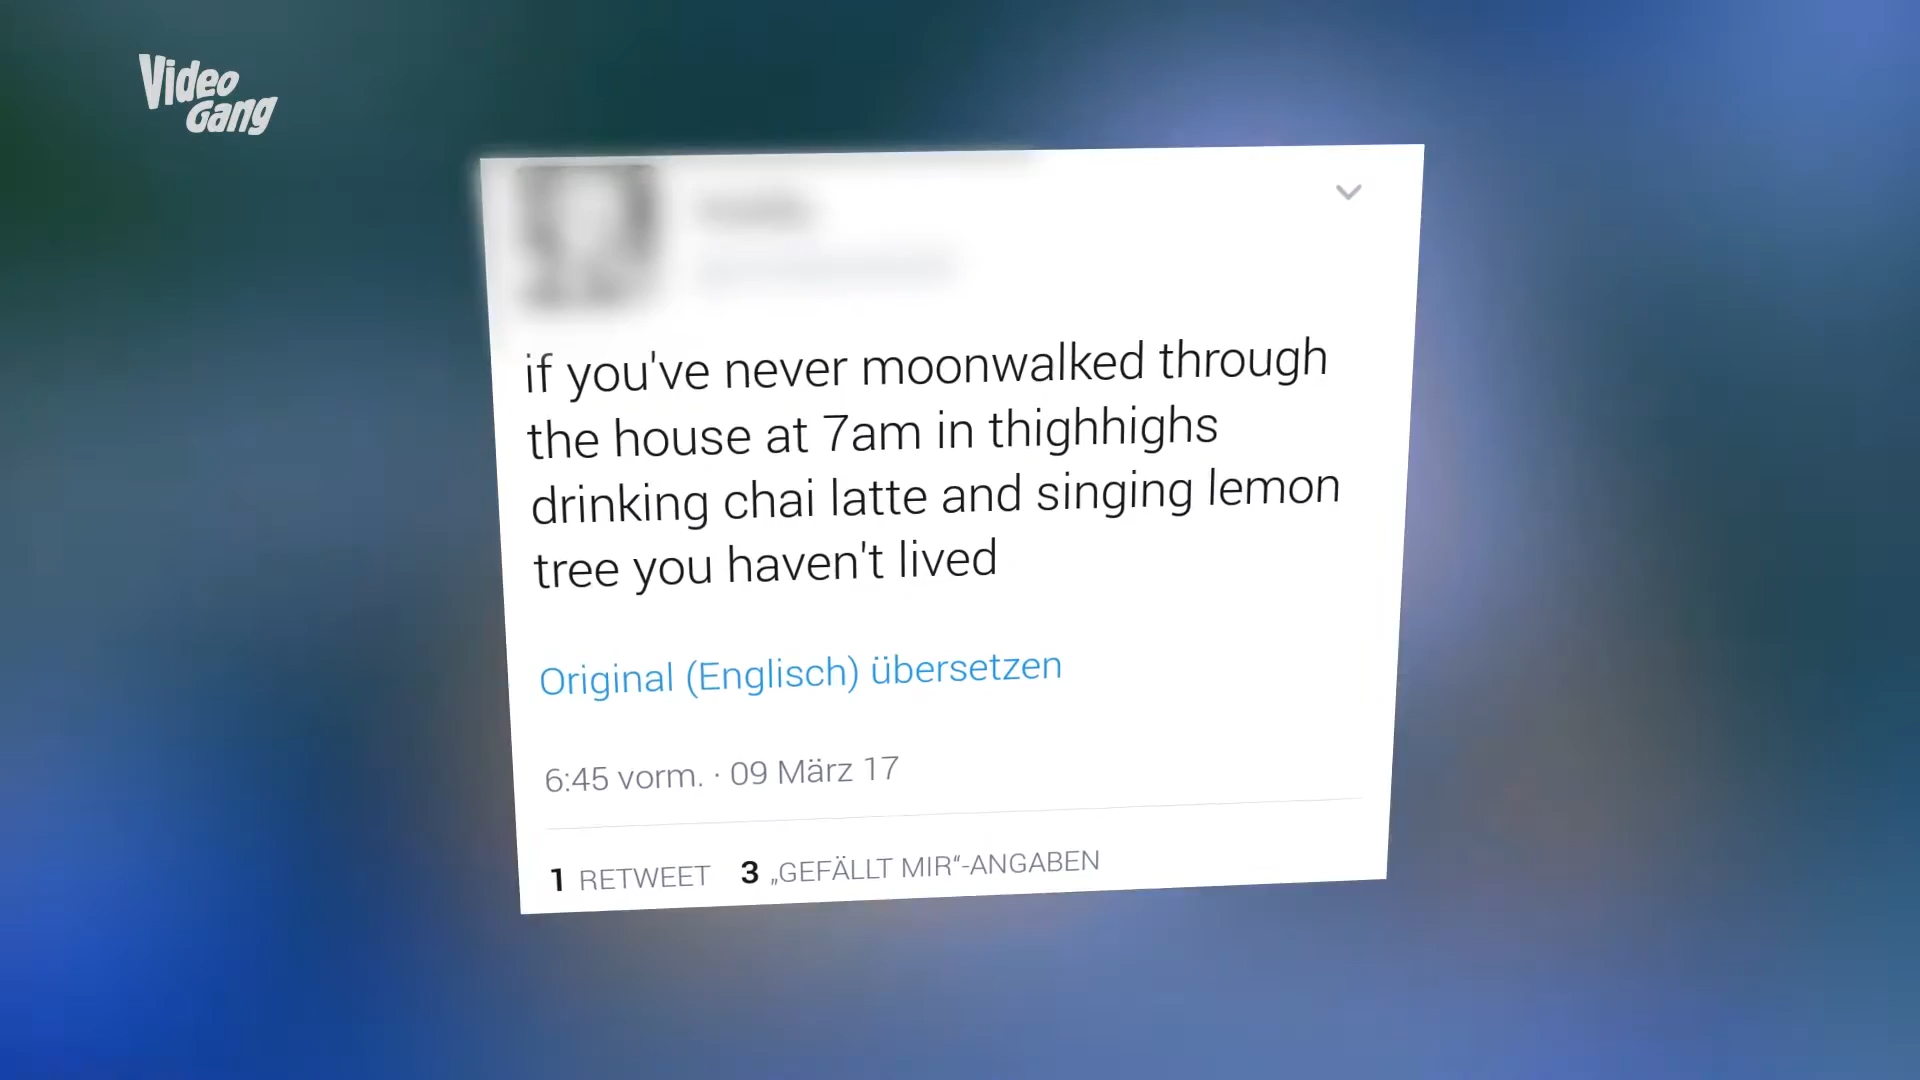 Video
Gang
if you've never moonwalked through
the house at 7am in thighhighs
drinking chai latte and singing lemon
tree you haven't lived
Original (Englisch) übersetzen
6:45 vorm. · 09 März 17
1 RETWEET 3 „GEFÄLLT MIR“-ANGABEN